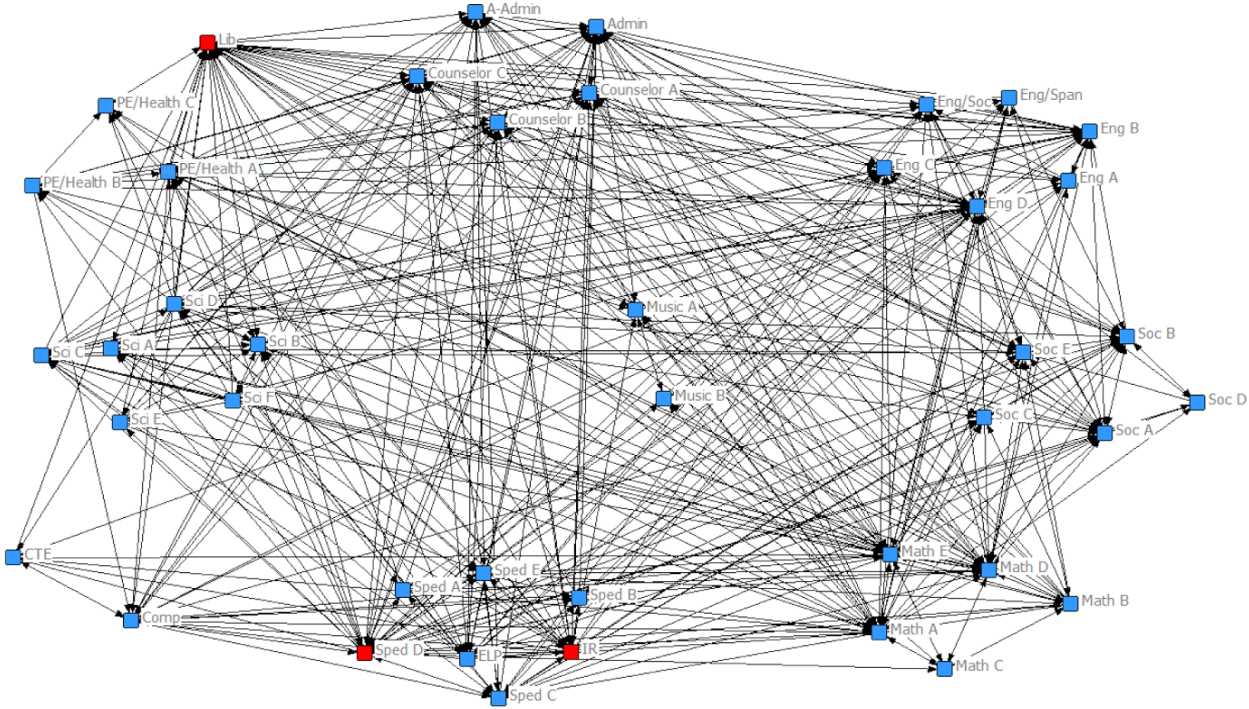 A-Admin
Admin
Lib
Counselor C
Counselor A
Counselor B
PE/Health C
PE/Health A
PE/Health B
Eng/Soc
Eng/Span
Eng B
Eng C
Eng A
Eng D
Sci D
Sci A
Sci B
Sci C
Sci F
Sci E
Music A
Music B
Soc B
Soc E
Soc D
Soc C
Soc A
CTE
Comp
Sped E
Sped A
Sped B
Sped D
ELP
IR
Sped C
Math E
Math D
Math B
Math A
Math C